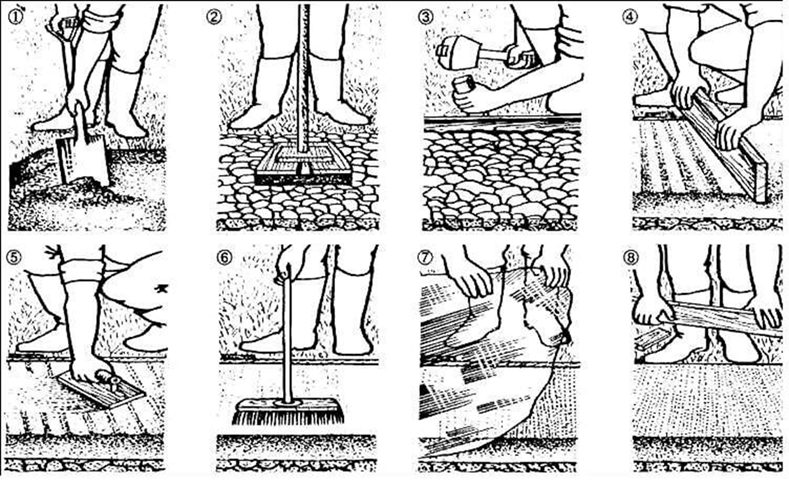 ① ② ③ ④
⑤ ⑥ ⑦ ⑧